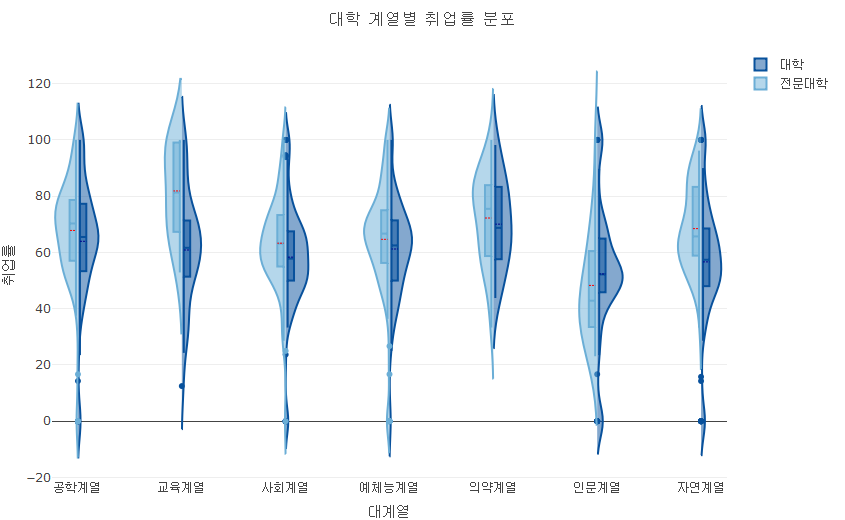 대학 계열별 취업률 분포
대학
전문대학
120
100
80
60
40
20
0
−20
취업률
공학계열 교육계열 사회계열 예체능계열 의약계열 인문계열 자연계열
대계열